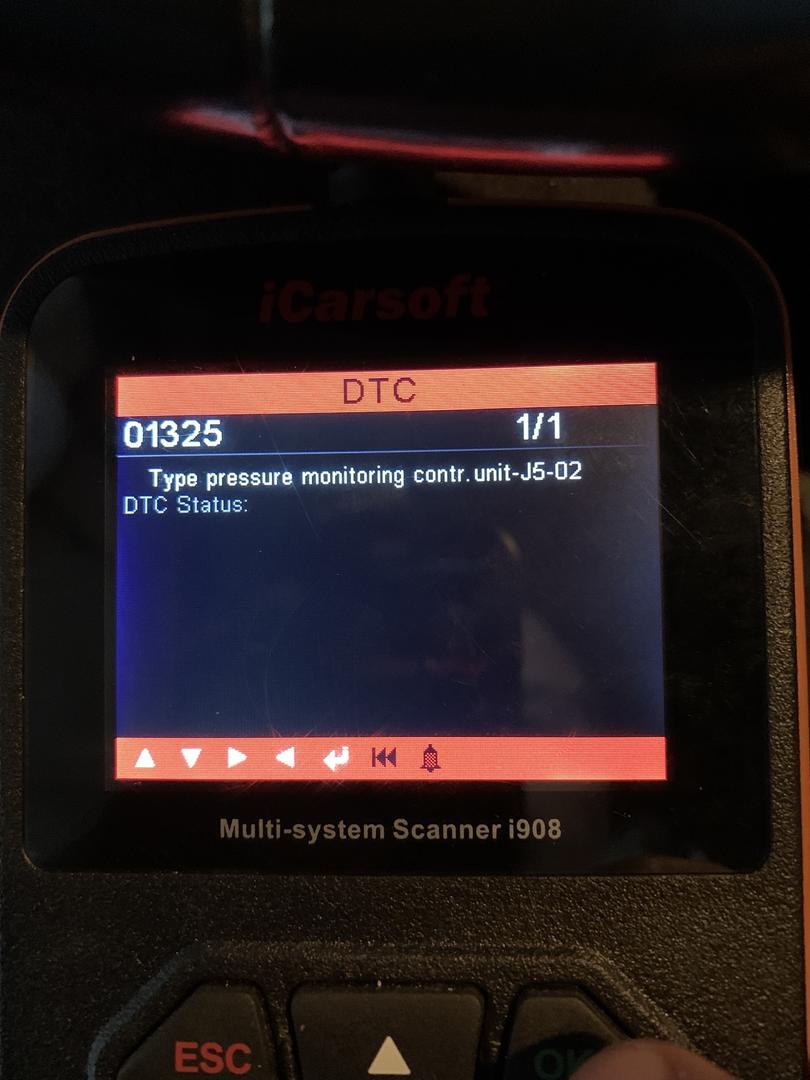 iCarsoft
DTC
01325 1/1
Type pressure monitoring contr.unit-J5-02
DTC Status:
Multi-system Scanner i908
ESC
OK